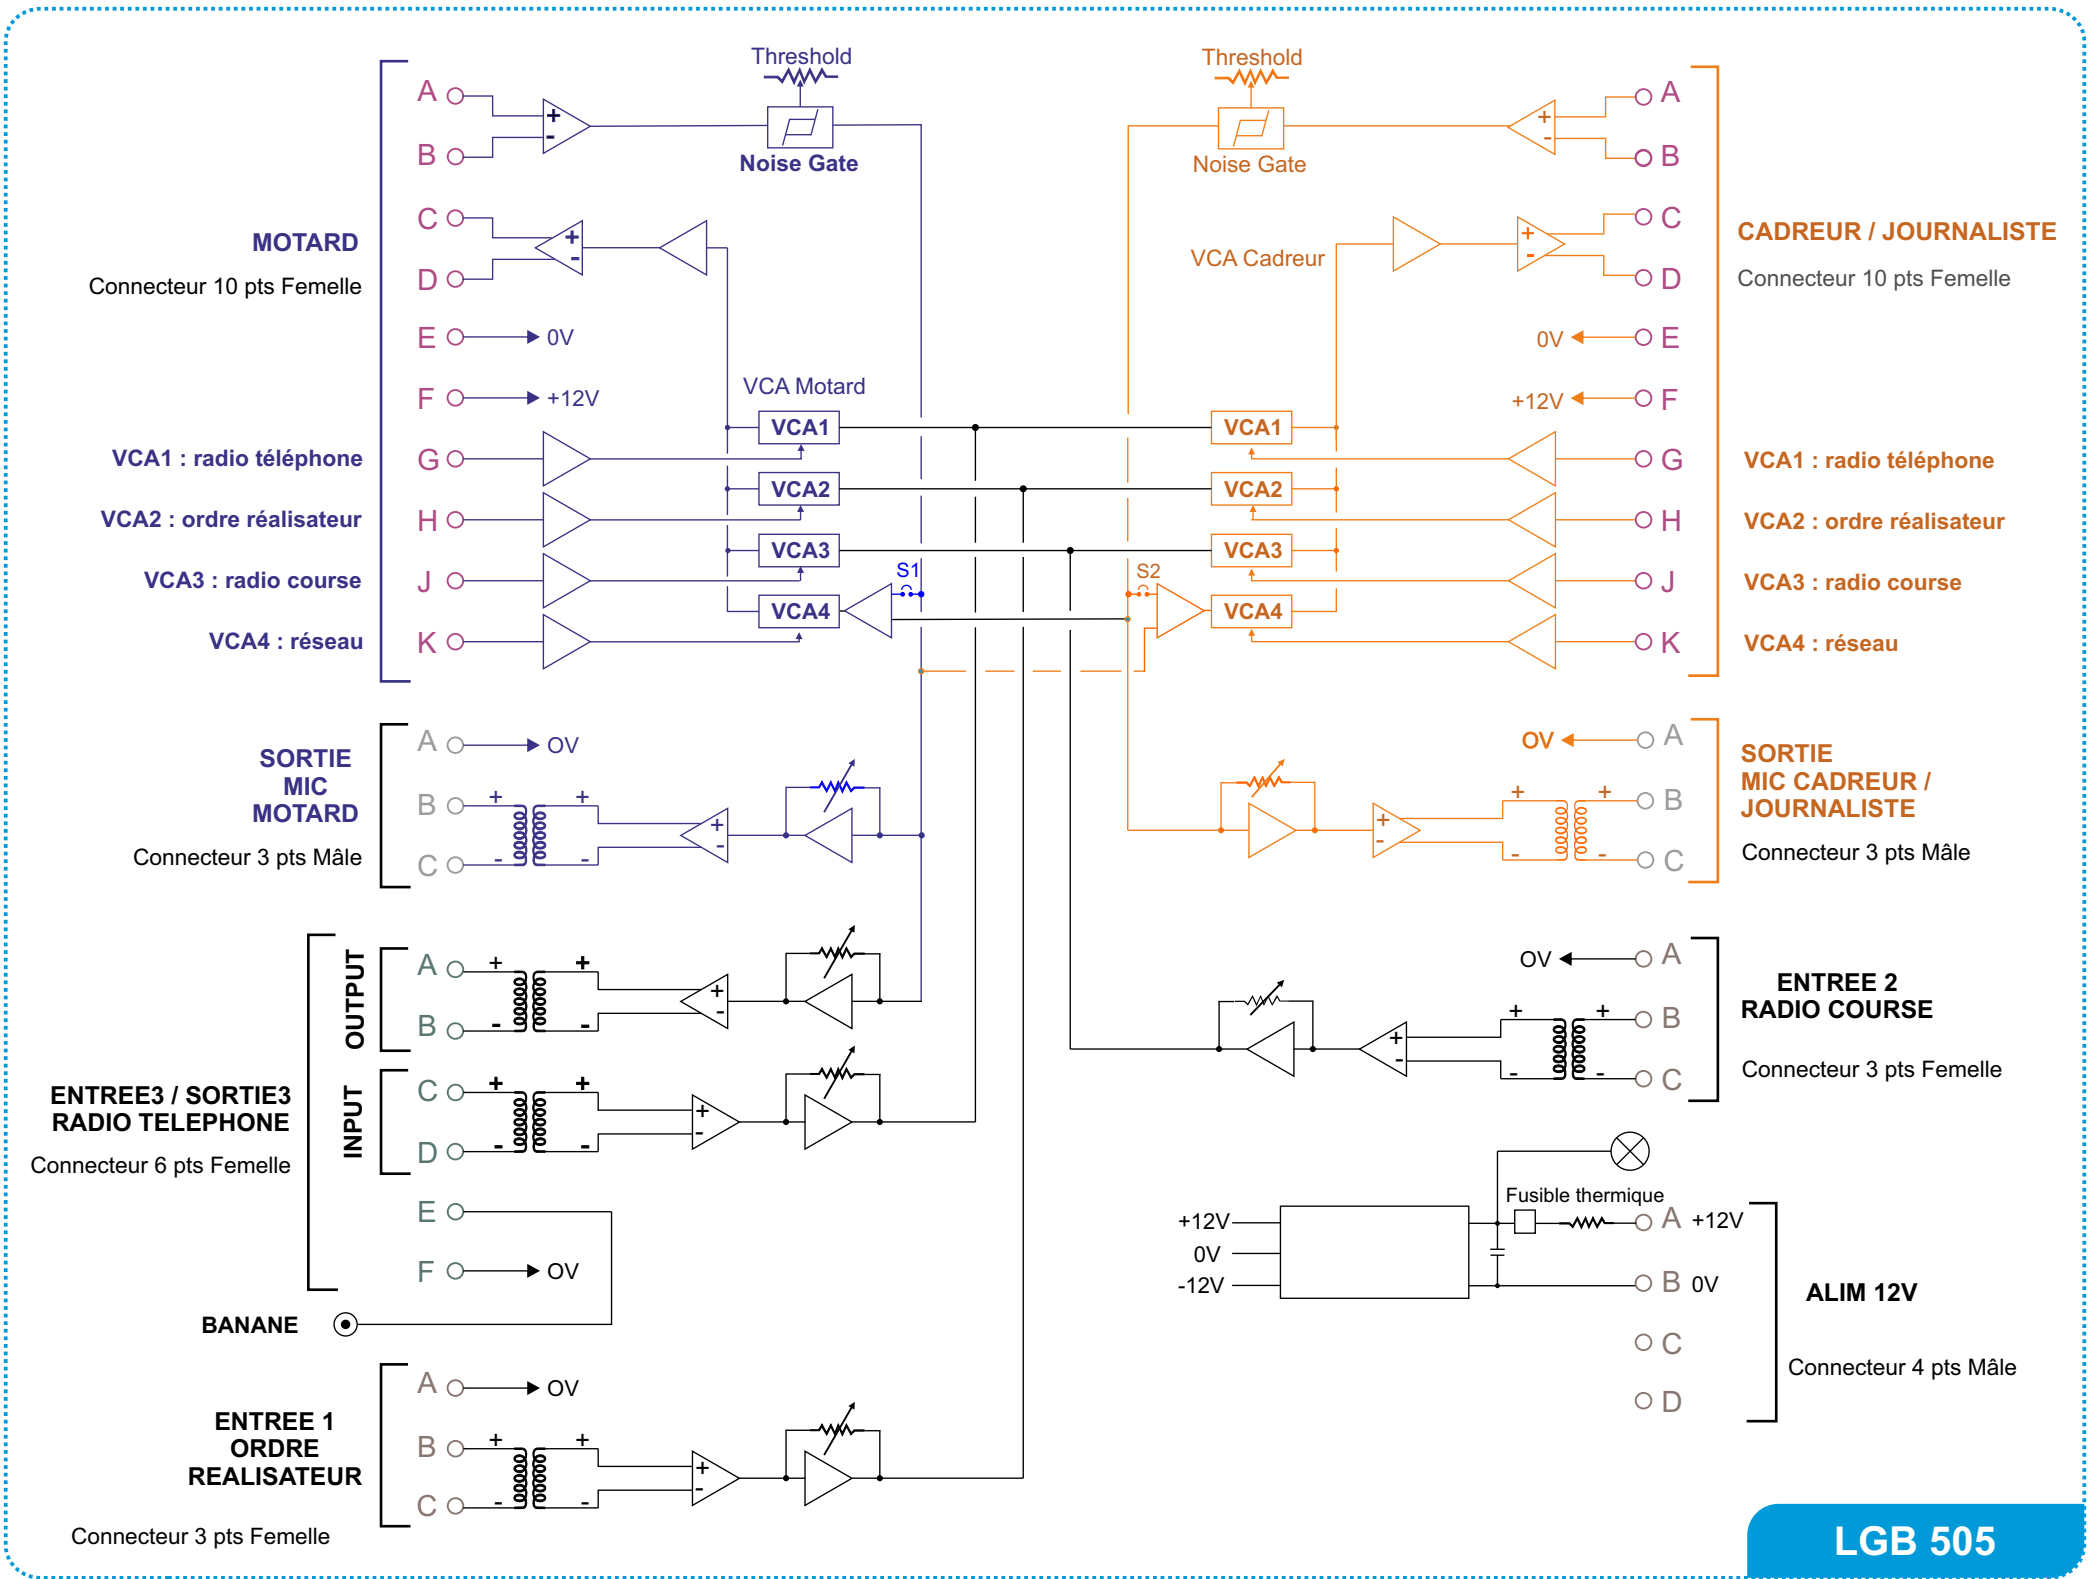 Threshold
Noise Gate
MOTARD
Connecteur 10 pts Femelle
A
+
B
-
C
+
D
-
E
0V
F
+12V
VCA1 : radio téléphone
G
VCA2 : ordre réalisateur
H
VCA3 : radio course
J
VCA4 : réseau
K
VCA Motard
VCA1
VCA2
VCA3
VCA4
S1
Threshold
Noise Gate
VCA Cadreur
VCA1
VCA2
VCA3
VCA4
S2
CADREUR / JOURNALISTE
Connecteur 10 pts Femelle
A
+
B
-
C
+
D
-
E
0V
F
+12V
G
VCA1 : radio téléphone
H
VCA2 : ordre réalisateur
J
VCA3 : radio course
K
VCA4 : réseau
SORTIE
MIC
MOTARD
Connecteur 3 pts Mâle
A
OV
B
+ + +
C
- - -
SORTIE
MIC CADREUR /
JOURNALISTE
Connecteur 3 pts Mâle
OV
A
+ + +
B
- - -
C
ENTREE3 / SORTIE3
RADIO TELEPHONE
Connecteur 6 pts Femelle
OUTPUT
A
+ + +
B
- - -
INPUT
C
+ + +
D
- - -
E
F
OV
BANANE
ENTREE 1
ORDRE
REALISATEUR
Connecteur 3 pts Femelle
A
OV
B
+ + +
C
- - -
ENTREE 2
RADIO COURSE
Connecteur 3 pts Femelle
OV
A
+ + +
B
- - -
C
Fusible thermique
+12V
0V
-12V
A +12V
B 0V
C
D
ALIM 12V
Connecteur 4 pts Mâle
LGB 505